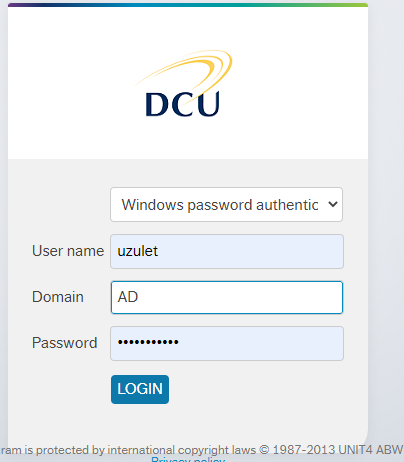 DCU
Windows password authentic
User name uzulet
Domain AD
Password •••••••••••
LOGIN
ram is protected by international copyright laws © 1987-2013 UNIT4 ABW
Privacy policy